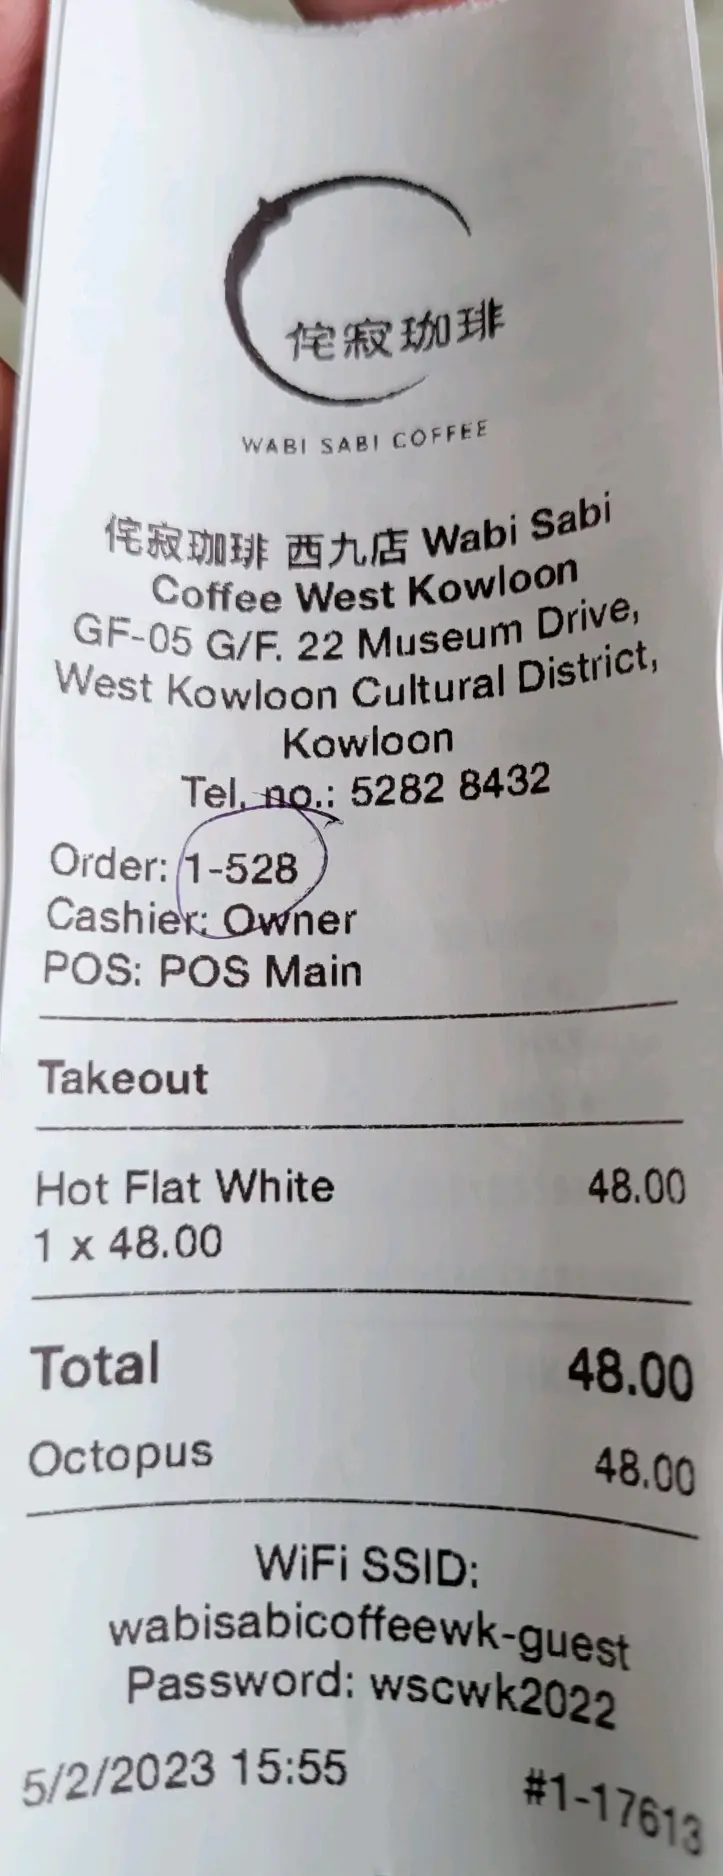 侘寂珈琲
WABI SABI COFFEE
侘寂珈琲 西九店 Wabi Sabi
Coffee West Kowloon
GF-05 G/F. 22 Museum Drive,
West Kowloon Cultural District,
Kowloon
Tel. no.: 5282 8432
Order: 1-528
Cashier: Owner
POS: POS Main
Takeout
Hot Flat White 48.00
1 x 48.00
Total 48.00
Octopus 48.00
WiFi SSID:
wabisabicoffeewk-guest
Password: wscwk2022
5/2/2023 15:55 #1-17613